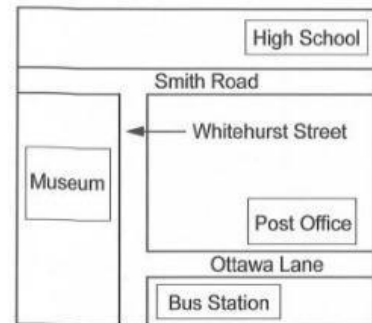 High School
Smith Road
Whitehurst Street
Museum
Post Office
Ottawa Lane
Bus Station